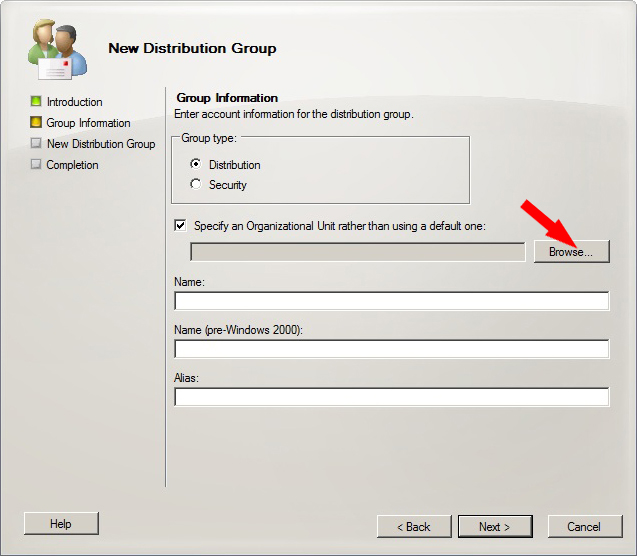 New Distribution Group
Introduction
Group Information
New Distribution Group
Completion
Group Information
Enter account information for the distribution group.
Group type:
Distribution
Security
Specify an Organizational Unit rather than using a default one:
Browse...
Name:
Name (pre-Windows 2000):
Alias:
Help
< Back
Next >
Cancel